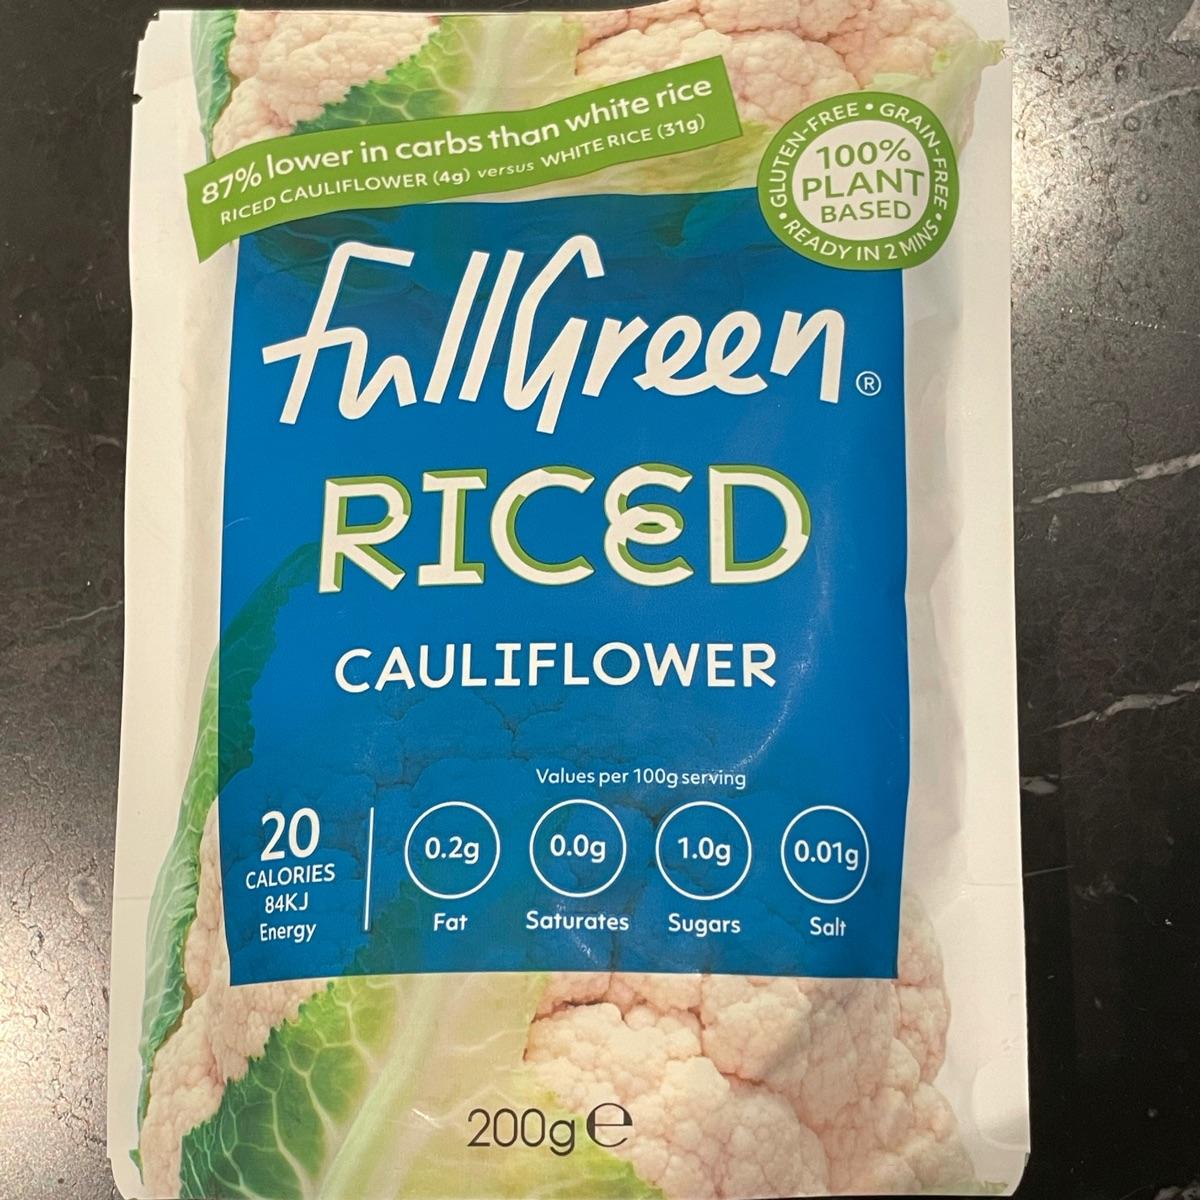 87% lower in carbs than white rice
RICED CAULIFLOWER (4g) versus WHITE RICE (31g)
GLUTEN-FREE • GRAIN-FREE • READY IN 2 MINS •
100%
PLANT
BASED
FullGreen®
RICED
CAULIFLOWER
Values per 100g serving
20
CALORIES
84KJ
Energy
0.2g
Fat
0.0g
Saturates
1.0g
Sugars
0.01g
Salt
200g ℮